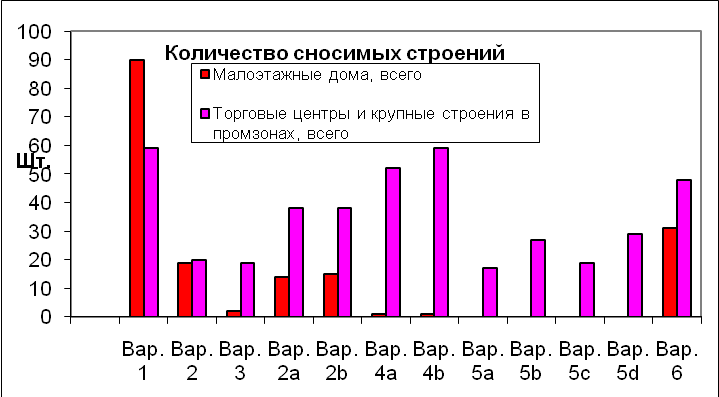 Количество сносимых строений
Малоэтажные дома, всего
Торговые центры и крупные строения в
промзонах, всего
Шт.
100
90
80
70
60
50
40
30
20
10
0
Вар. Вар. Вар. Вар. Вар. Вар. Вар. Вар. Вар. Вар. Вар. Вар.
1 2 3 2a 2b 4a 4b 5a 5b 5c 5d 6